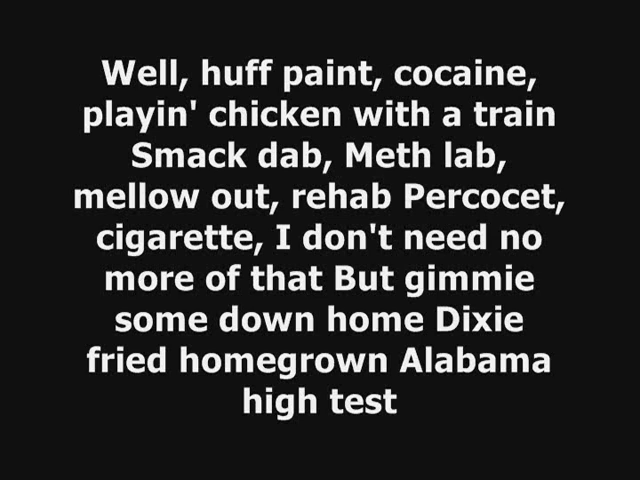 Well, huff paint, cocaine,
playin' chicken with a train
Smack dab, Meth lab,
mellow out, rehab Percocet,
cigarette, I don't need no
more of that But gimmie
some down home Dixie
fried homegrown Alabama
high test